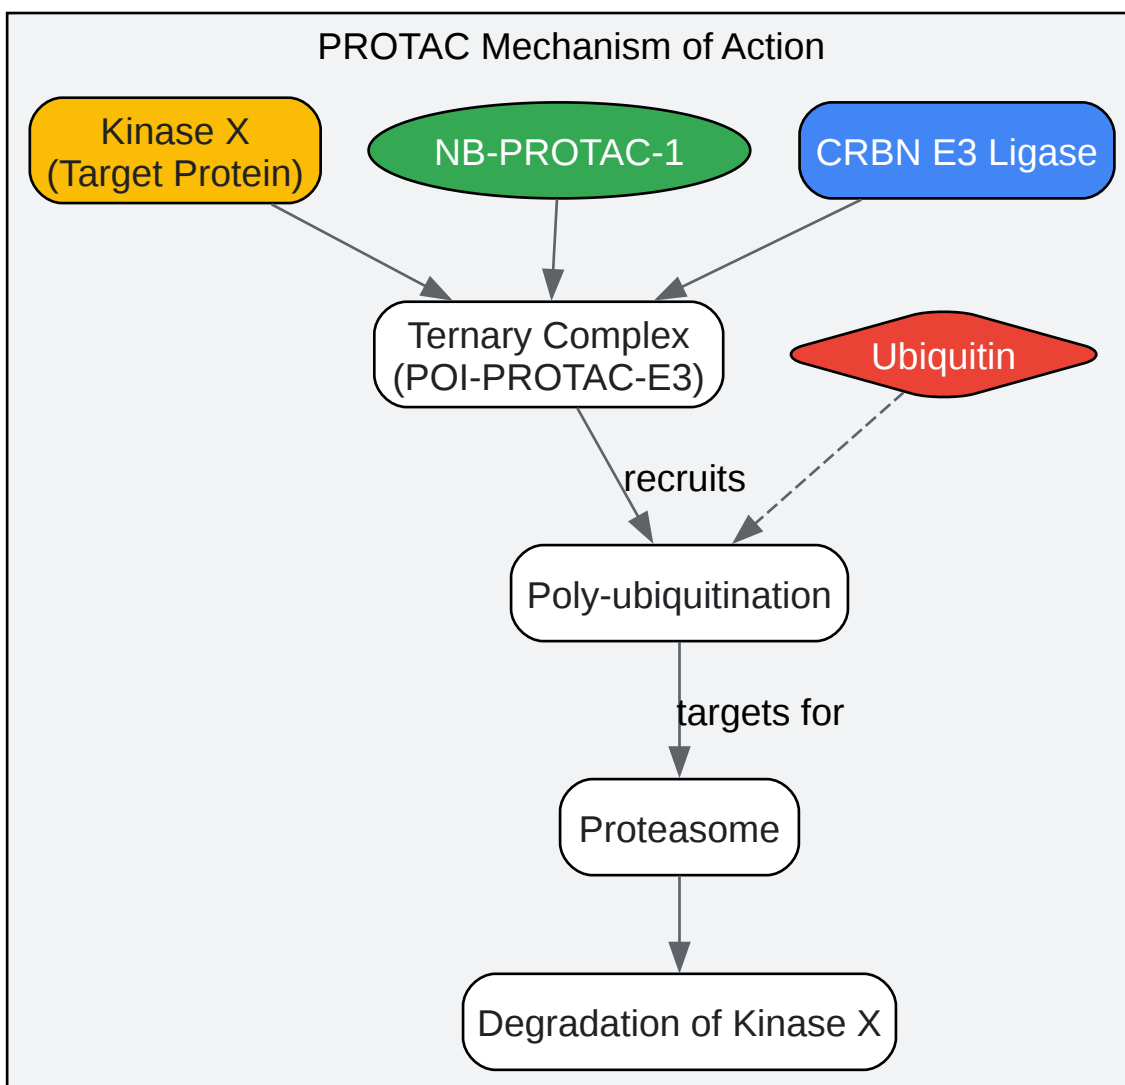 PROTAC Mechanism of Action
Kinase X
(Target Protein)
NB-PROTAC-1
CRBN E3 Ligase
Ternary Complex
(POI-PROTAC-E3)
Ubiquitin
recruits
Poly-ubiquitination
targets for
Proteasome
Degradation of Kinase X